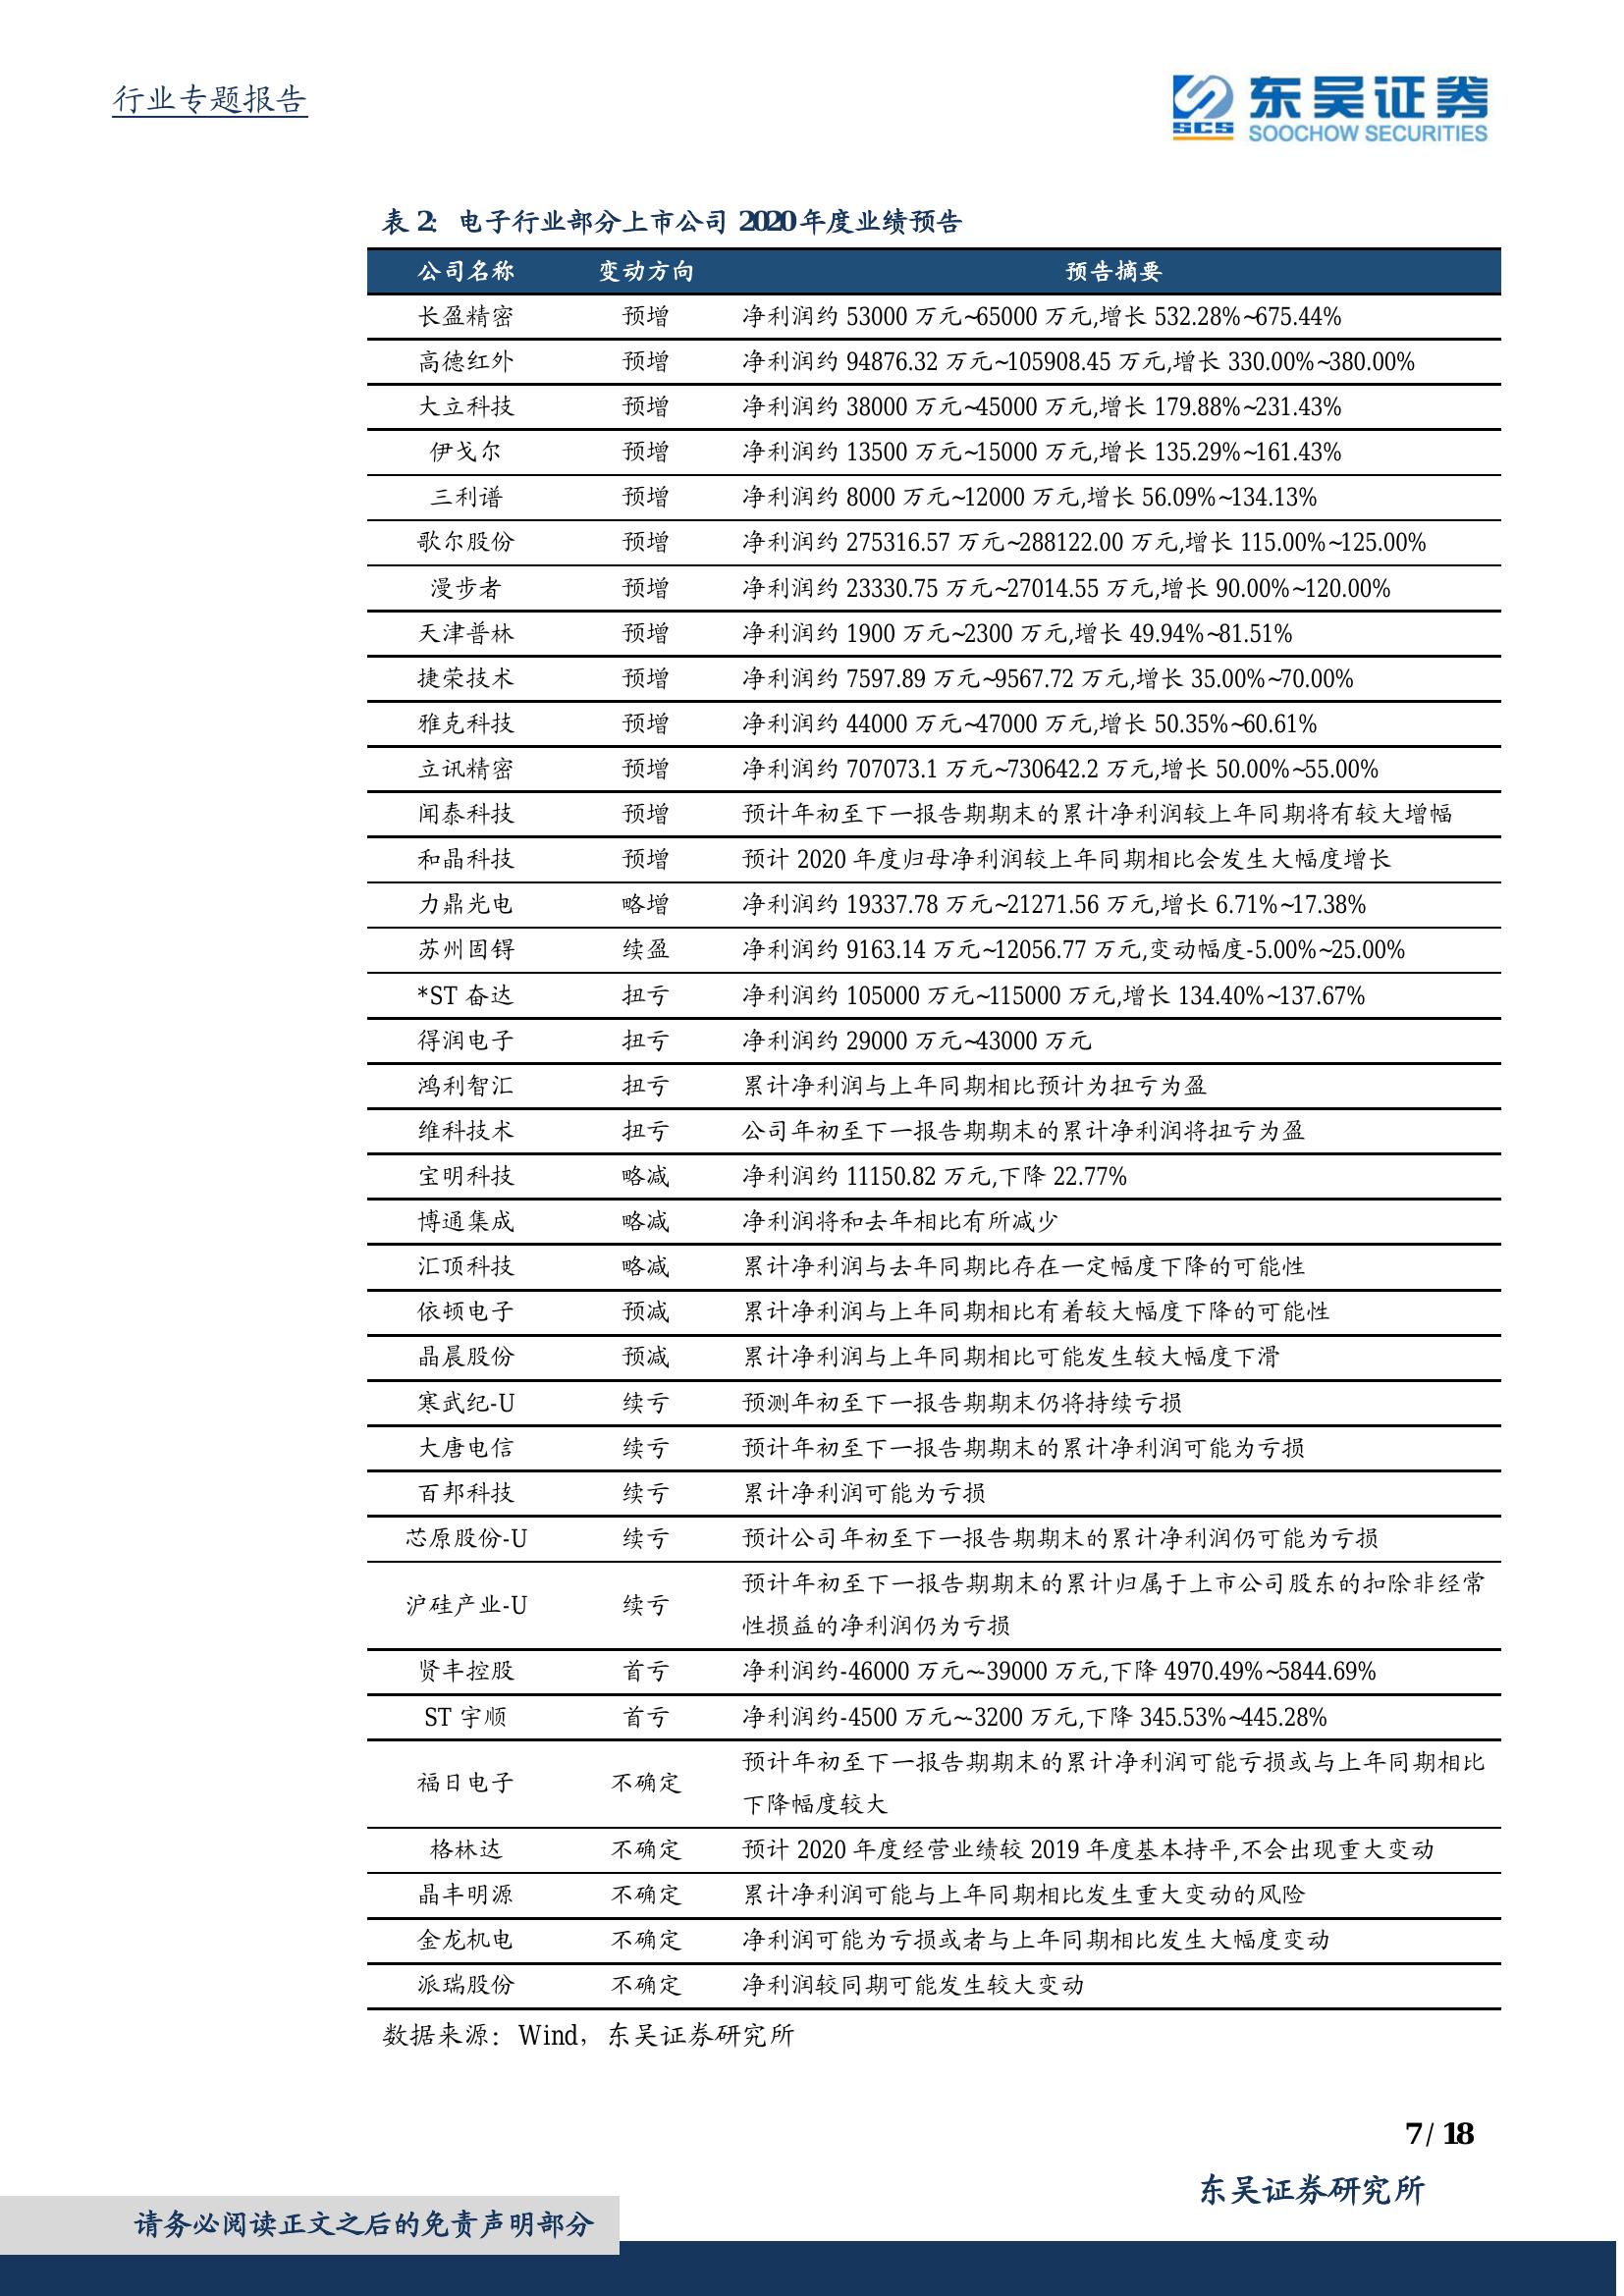 行业专题报告
SCS
东吴证券
SOOCHOW SECURITIES
表 2：电子行业部分上市公司 2020 年度业绩预告
公司名称 变动方向 预告摘要
长盈精密 预增 净利润约 53000 万元~65000 万元,增长 532.28%~675.44%
高德红外 预增 净利润约 94876.32 万元~105908.45 万元,增长 330.00%~380.00%
大立科技 预增 净利润约 38000 万元~45000 万元,增长 179.88%~231.43%
伊戈尔 预增 净利润约 13500 万元~15000 万元,增长 135.29%~161.43%
三利谱 预增 净利润约 8000 万元~12000 万元,增长 56.09%~134.13%
歌尔股份 预增 净利润约 275316.57 万元~288122.00 万元,增长 115.00%~125.00%
漫步者 预增 净利润约 23330.75 万元~27014.55 万元,增长 90.00%~120.00%
天津普林 预增 净利润约 1900 万元~2300 万元,增长 49.94%~81.51%
捷荣技术 预增 净利润约 7597.89 万元~9567.72 万元,增长 35.00%~70.00%
雅克科技 预增 净利润约 44000 万元~47000 万元,增长 50.35%~60.61%
立讯精密 预增 净利润约 707073.1 万元~730642.2 万元,增长 50.00%~55.00%
闻泰科技 预增 预计年初至下一报告期期末的累计净利润较上年同期将有较大增幅
和晶科技 预增 预计 2020 年度归母净利润较上年同期相比会发生大幅度增长
力鼎光电 略增 净利润约 19337.78 万元~21271.56 万元,增长 6.71%~17.38%
苏州固锝 续盈 净利润约 9163.14 万元~12056.77 万元,变动幅度-5.00%~25.00%
*ST 奋达 扭亏 净利润约 105000 万元~115000 万元,增长 134.40%~137.67%
得润电子 扭亏 净利润约 29000 万元~43000 万元
鸿利智汇 扭亏 累计净利润与上年同期相比预计为扭亏为盈
维科技术 扭亏 公司年初至下一报告期期末的累计净利润将扭亏为盈
宝明科技 略减 净利润约 11150.82 万元,下降 22.77%
博通集成 略减 净利润将和去年相比有所减少
汇顶科技 略减 累计净利润与去年同期比存在一定幅度下降的可能性
依顿电子 预减 累计净利润与上年同期相比有着较大幅度下降的可能性
晶晨股份 预减 累计净利润与上年同期相比可能发生较大幅度下滑
寒武纪-U 续亏 预测年初至下一报告期期末仍将持续亏损
大唐电信 续亏 预计年初至下一报告期期末的累计净利润可能为亏损
百邦科技 续亏 累计净利润可能为亏损
芯原股份-U 续亏 预计公司年初至下一报告期期末的累计净利润仍可能为亏损
沪硅产业-U 续亏 预计年初至下一报告期期末的累计归属于上市公司股东的扣除非经常
性损益的净利润仍为亏损
贤丰控股 首亏 净利润约-46000 万元~-39000 万元,下降 4970.49%~5844.69%
ST 宇顺 首亏 净利润约-4500 万元~-3200 万元,下降 345.53%~445.28%
福日电子 不确定 预计年初至下一报告期期末的累计净利润可能亏损或与上年同期相比
下降幅度较大
格林达 不确定 预计 2020 年度经营业绩较 2019 年度基本持平,不会出现重大变动
晶丰明源 不确定 累计净利润可能与上年同期相比发生重大变动的风险
金龙机电 不确定 净利润可能为亏损或者与上年同期相比发生大幅度变动
派瑞股份 不确定 净利润较同期可能发生较大变动
数据来源：Wind，东吴证券研究所
7 / 18
东吴证券研究所
请务必阅读正文之后的免责声明部分